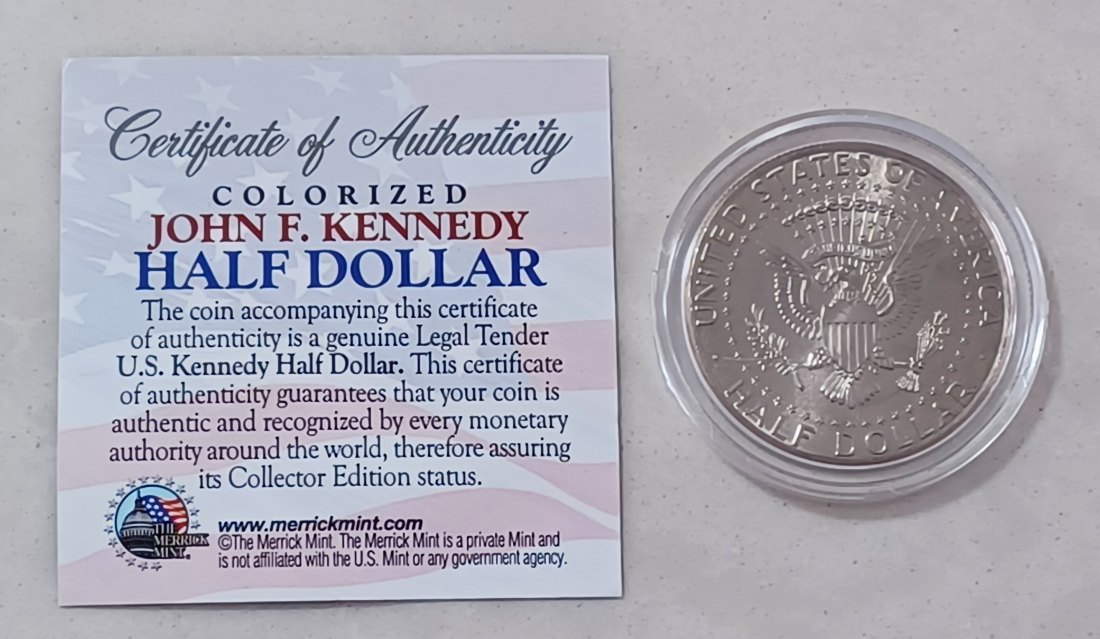 Certificate of Authenticity
COLORIZED
JOHN F. KENNEDY
HALF DOLLAR
The coin accompanying this certificate
of authenticity is a genuine Legal Tender
U.S. Kennedy Half Dollar. This certificate
of authenticity guarantees that your coin is
authentic and recognized by every monetary
authority around the world, therefore assuring
its Collector Edition status.
THE
MERRICK
MINT
www.merrickmint.com
©The Merrick Mint. The Merrick Mint is a private Mint and
is not affiliated with the U.S. Mint or any government agency.
UNITED STATES OF AMERICA
HALF DOLLAR